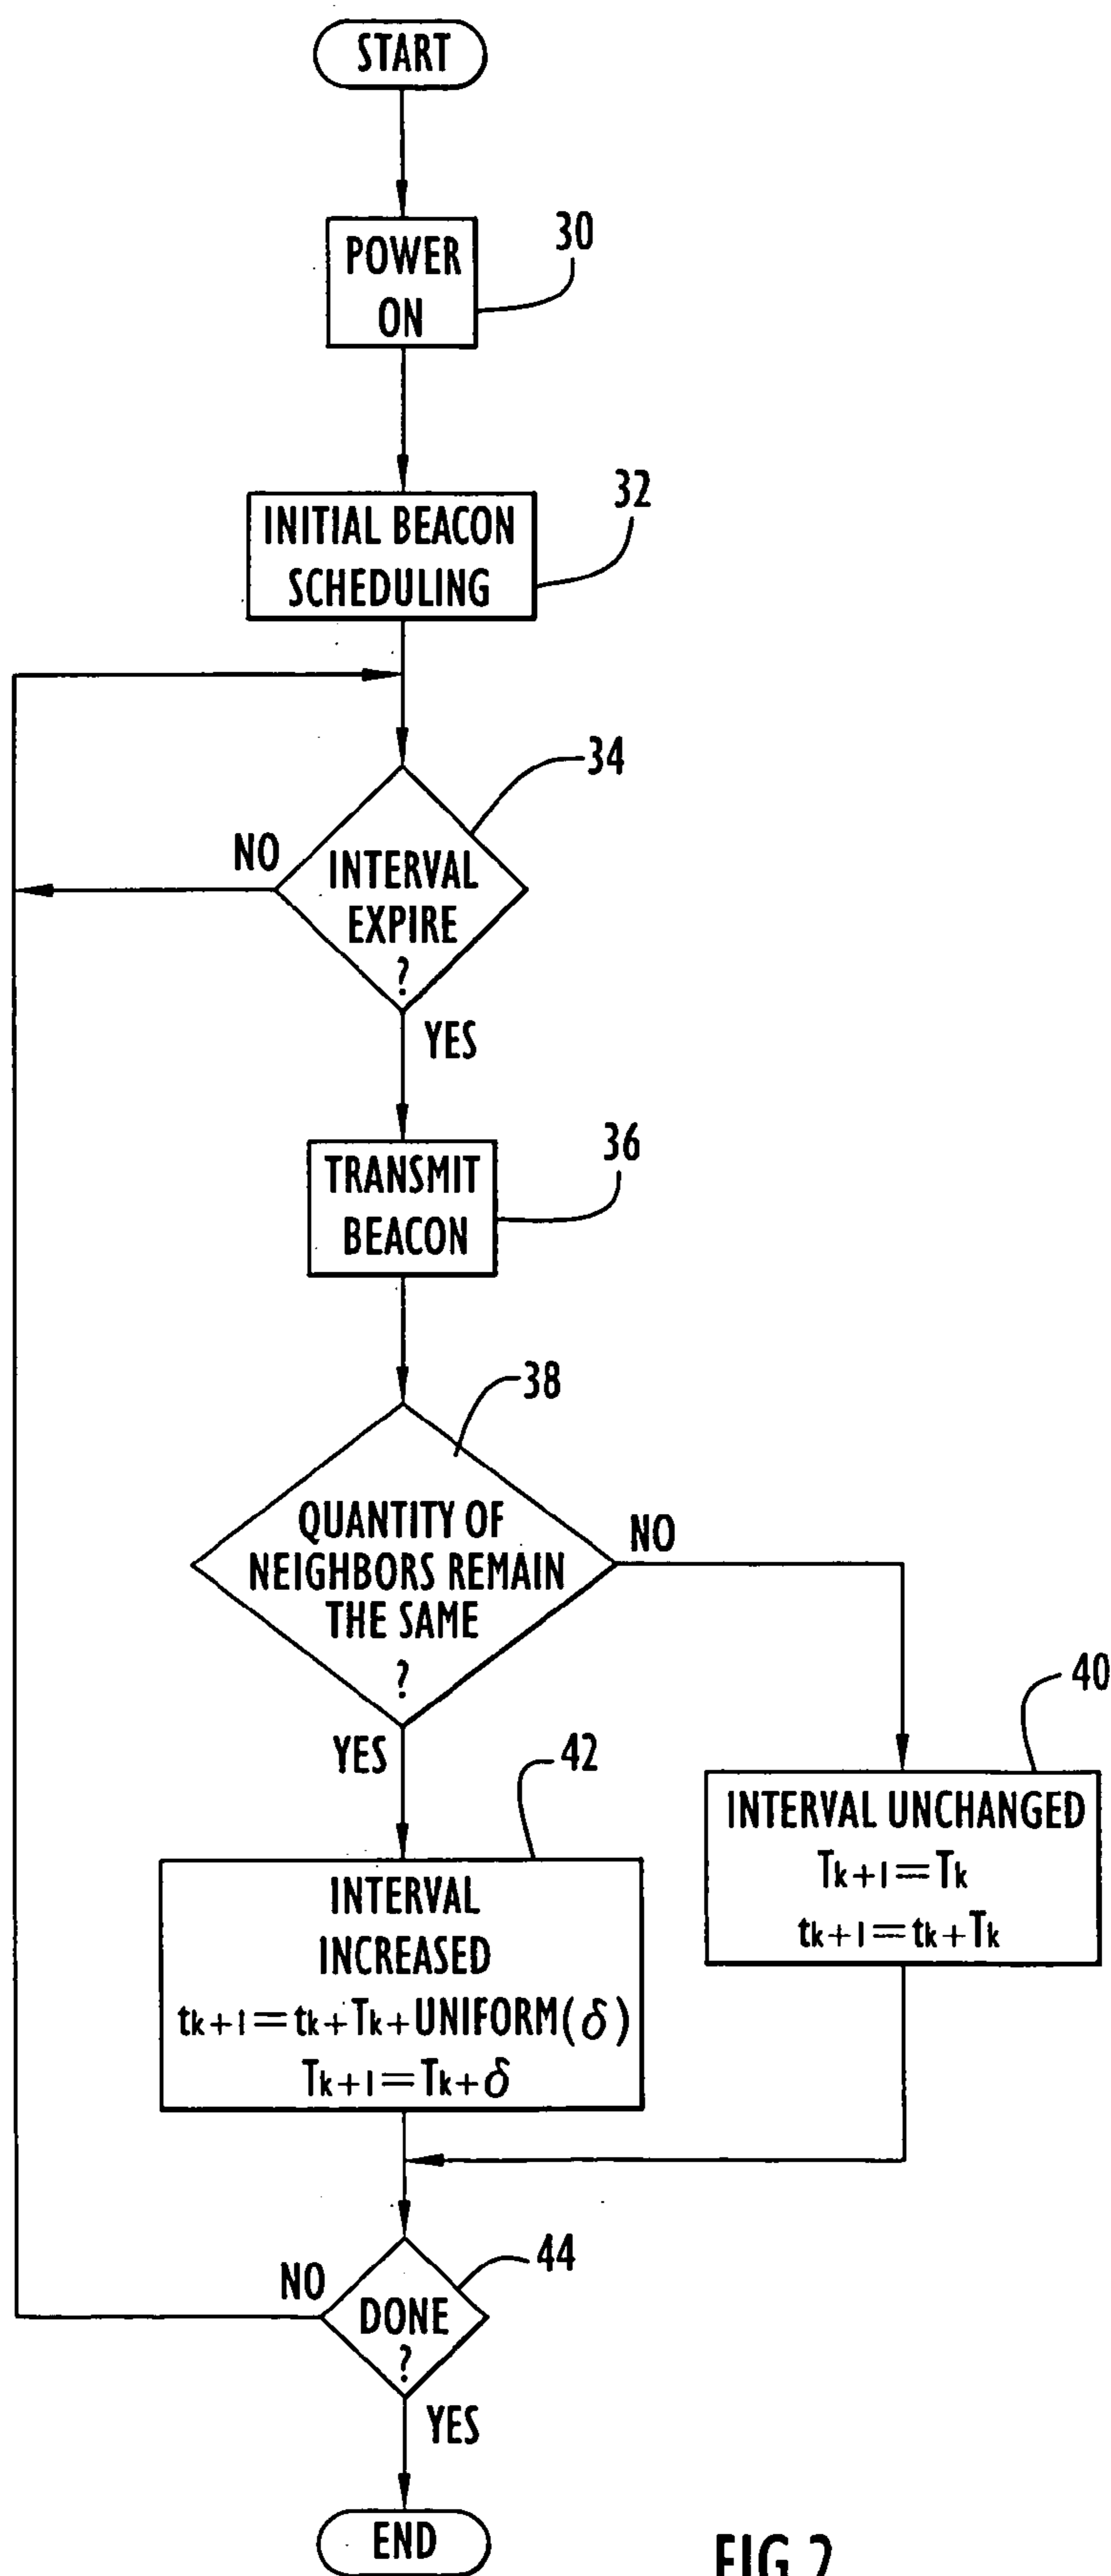 START
POWER
ON
30
INITIAL BEACON
SCHEDULING
32
34
NO
INTERVAL
EXPIRE
?
YES
TRANSMIT
BEACON
36
38
QUANTITY OF
NEIGHBORS REMAIN
THE SAME
?
NO
YES
42
40
INTERVAL UNCHANGED
Tk+1=Tk
tk+1=tk+Tk
INTERVAL
INCREASED
tk+1=tk+Tk+UNIFORM(δ)
Tk+1=Tk+δ
44
NO
DONE
?
YES
END
FIG.2